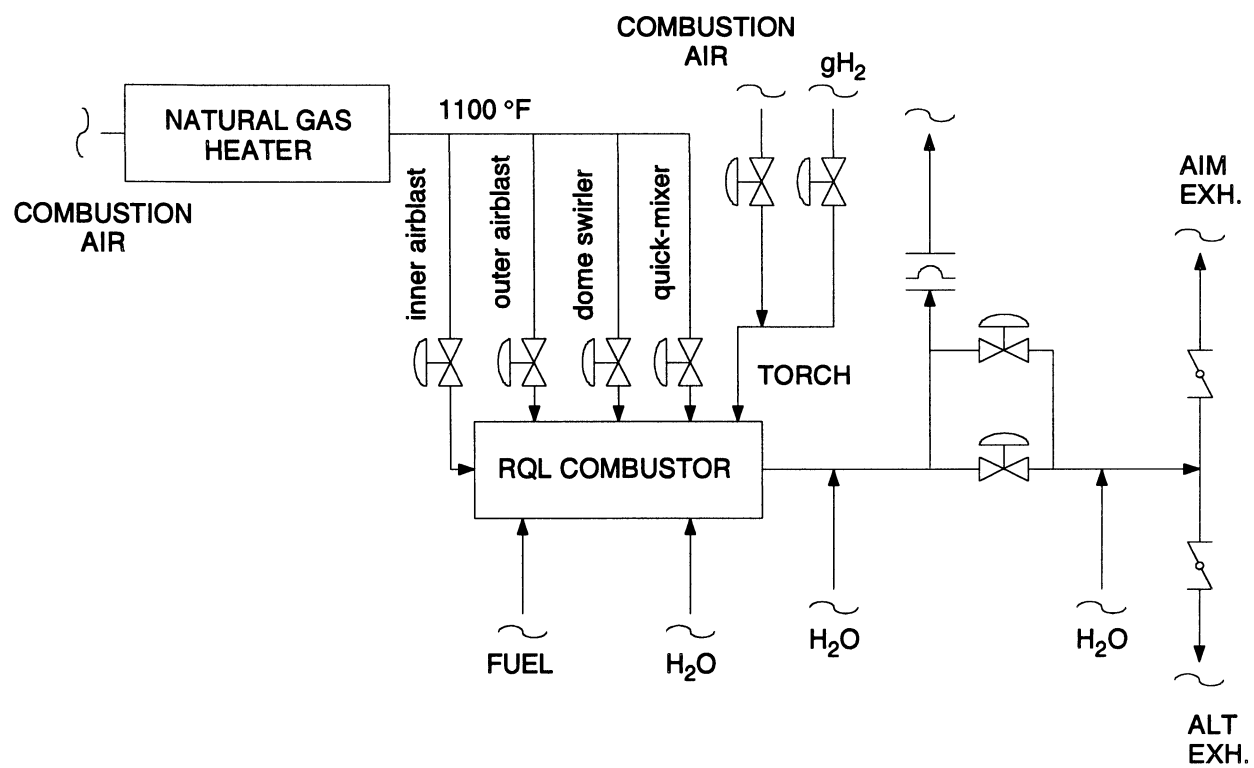 COMBUSTION
AIR
gH2
NATURAL GAS
HEATER
1100 °F
COMBUSTION
AIR
inner airblast
outer airblast
dome swirler
quick-mixer
AIM
EXH.
TORCH
RQL COMBUSTOR
FUEL
H2O
H2O
H2O
ALT
EXH.